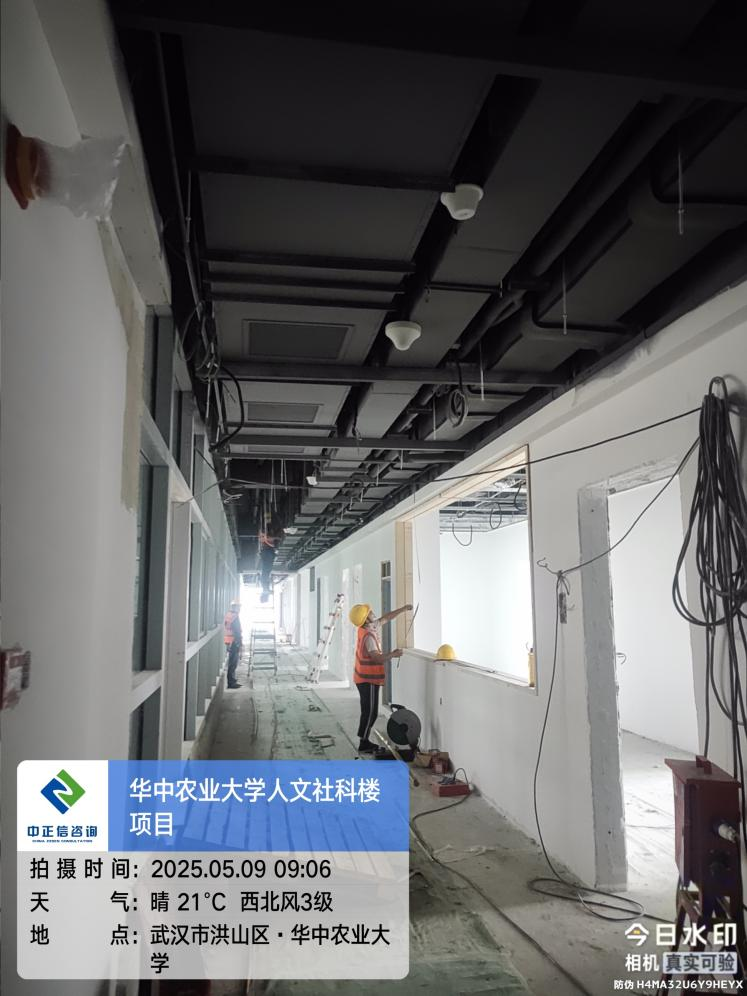 华中农业大学人文社科楼
项目
中正信咨询
CHINA ZOSEN CONSULTATION
拍摄时间：2025.05.09 09:06
天 气：晴 21℃ 西北风3级
地 点：武汉市洪山区·华中农业大
学
今日水印
相机 真实可验
防伪 H4MA32U6Y9HEYX